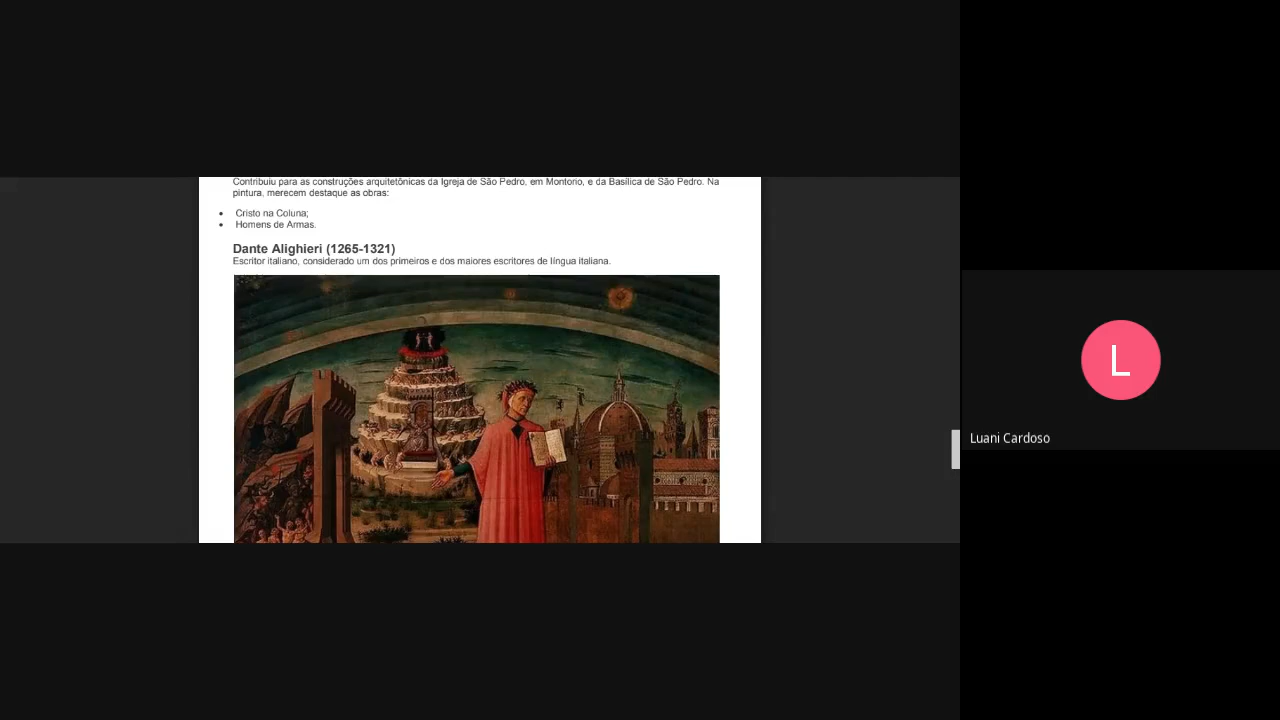 Contribuiu para as construções arquitetônicas da Igreja de São Pedro, em Montorio, e da Basílica de São Pedro. Na
pintura, merecem destaque as obras:
• Cristo na Coluna;
• Homens de Armas.
Dante Alighieri (1265-1321)
Escritor italiano, considerado um dos primeiros e dos maiores escritores de língua italiana.
L
Luani Cardoso